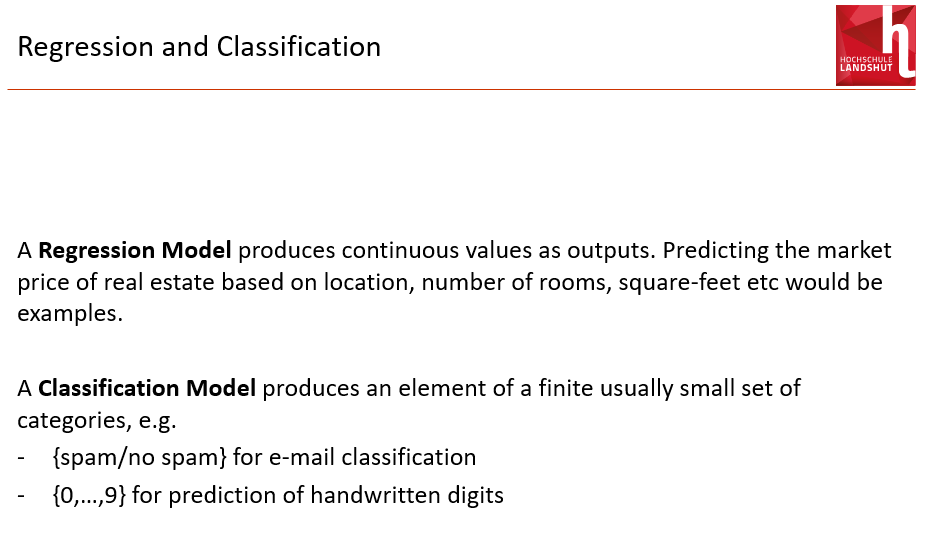 Regression and Classification
HOCHSCHULE
LANDSHUT
A Regression Model produces continuous values as outputs. Predicting the market
price of real estate based on location, number of rooms, square-feet etc would be
examples.
A Classification Model produces an element of a finite usually small set of
categories, e.g.
- {spam/no spam} for e-mail classification
- {0,...,9} for prediction of handwritten digits